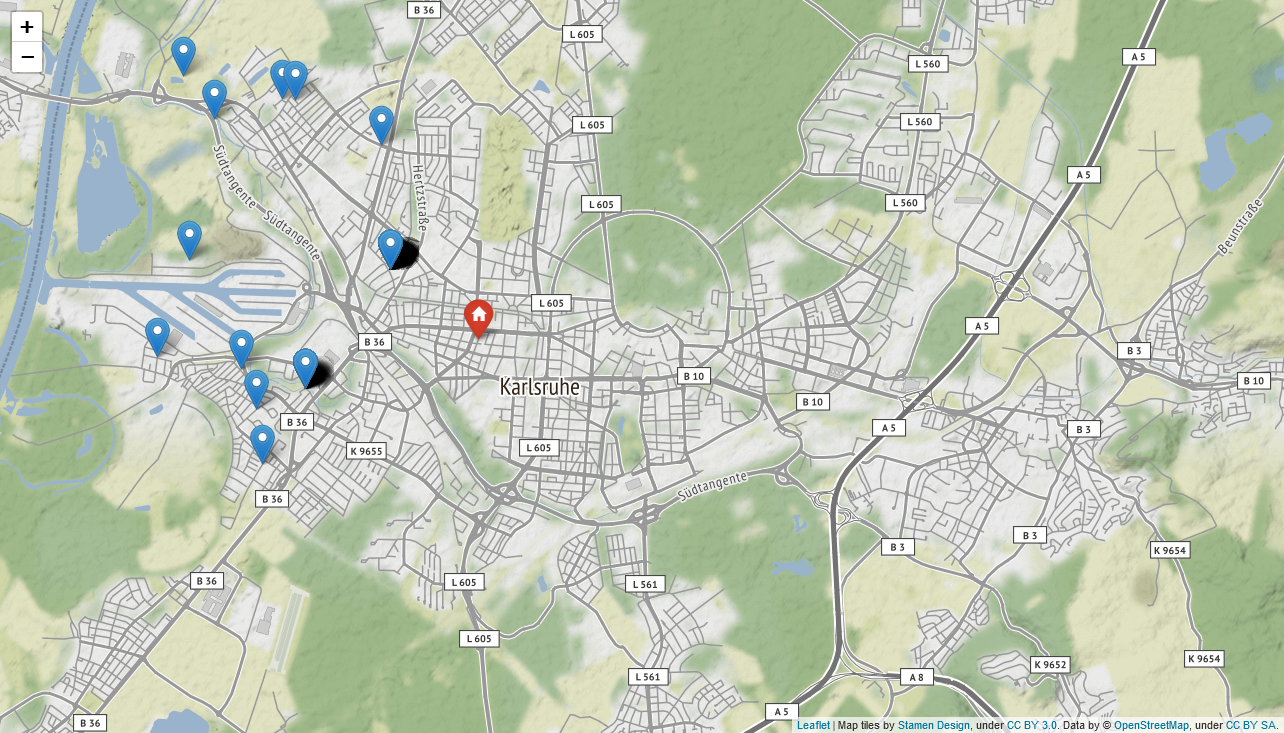 +
−
B 36
L 605
L 560
A 5
L 560
L 605
A 5
Hertzstraße
Südtangente - Südtangente
L 605
L 560
Beunstraße
L 605
A 5
B 36
B 3
B 10
B 10
Karlsruhe
B 10
B 36
A 5
B 3
K 9655
L 605
Südtangente
B 36
B 3
B 3
K 9654
B 36
L 605
L 561
L 605
K 9652
K 9654
L 561
A 8
A 5
B 36
Leaflet | Map tiles by Stamen Design, under CC BY 3.0. Data by © OpenStreetMap, under CC BY SA.